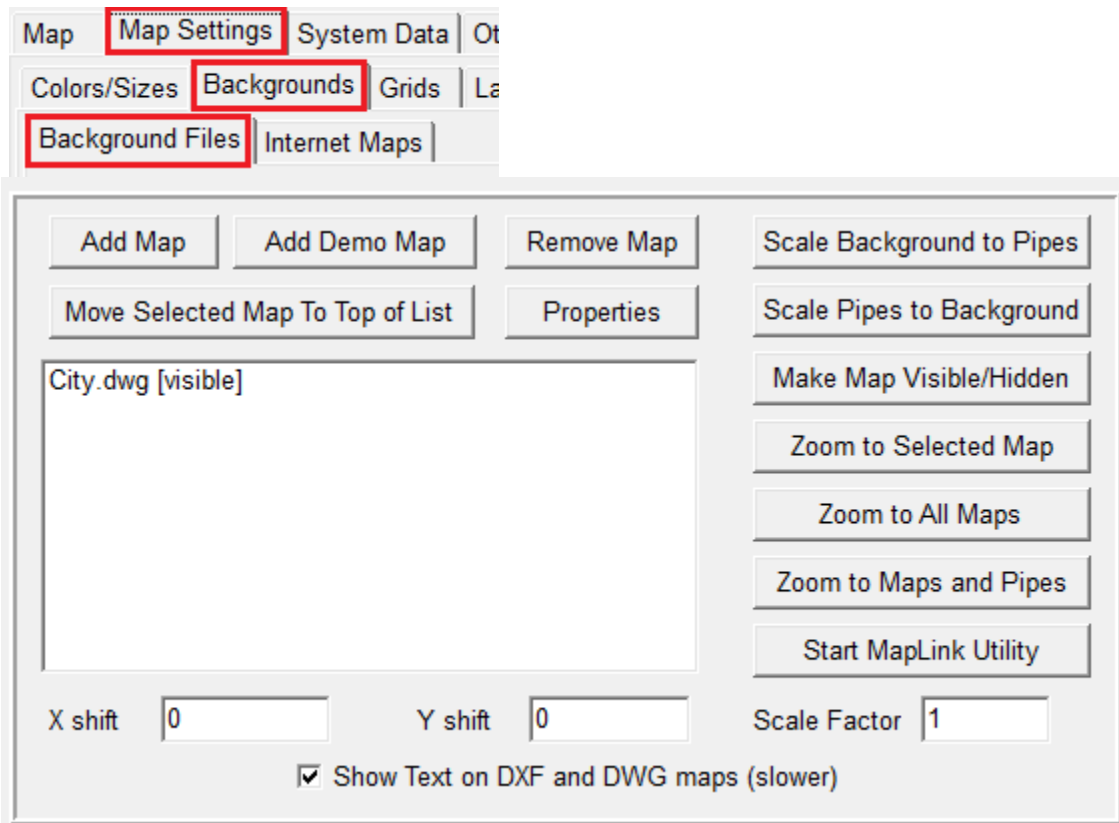 Map Map Settings System Data Ot
Colors/Sizes Backgrounds Grids La
Background Files Internet Maps
Add Map Add Demo Map Remove Map Scale Background to Pipes
Move Selected Map To Top of List Properties Scale Pipes to Background
City.dwg [visible] Make Map Visible/Hidden
Zoom to Selected Map
Zoom to All Maps
Zoom to Maps and Pipes
Start MapLink Utility
X shift 0 Y shift 0 Scale Factor 1
Show Text on DXF and DWG maps (slower)